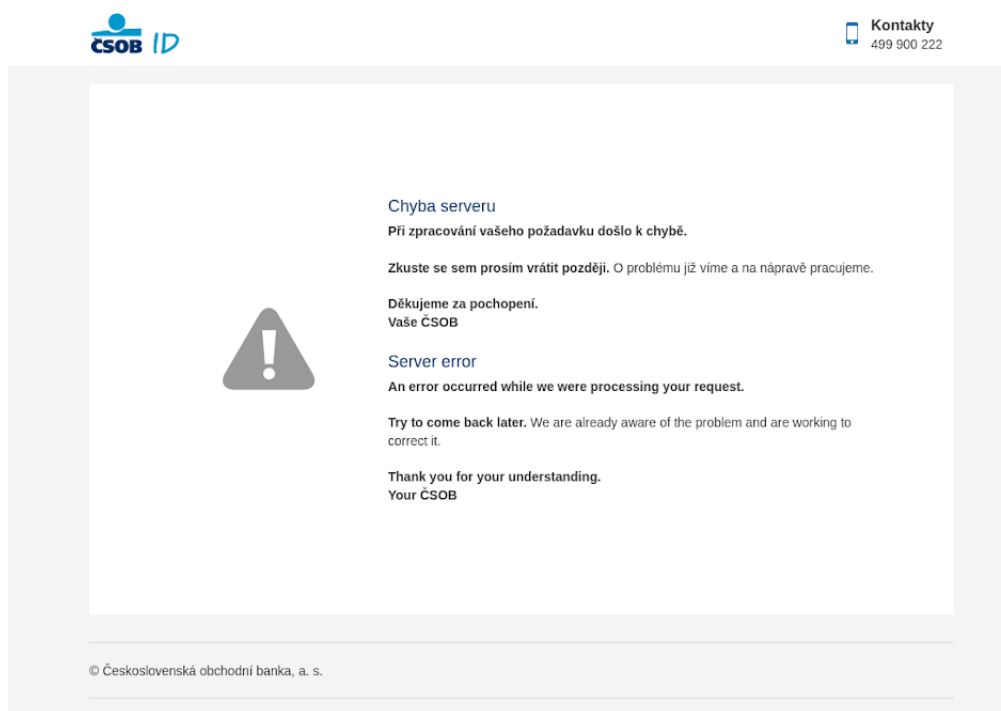 ČSOB ID
Kontakty
499 900 222
Chyba serveru
Při zpracování vašeho požadavku došlo k chybě.
Zkuste se sem prosím vrátit později. O problému již víme a na nápravě pracujeme.
Děkujeme za pochopení.
Vaše ČSOB
Server error
An error occurred while we were processing your request.
Try to come back later. We are already aware of the problem and are working to
correct it.
Thank you for your understanding.
Your ČSOB
© Československá obchodní banka, a. s.